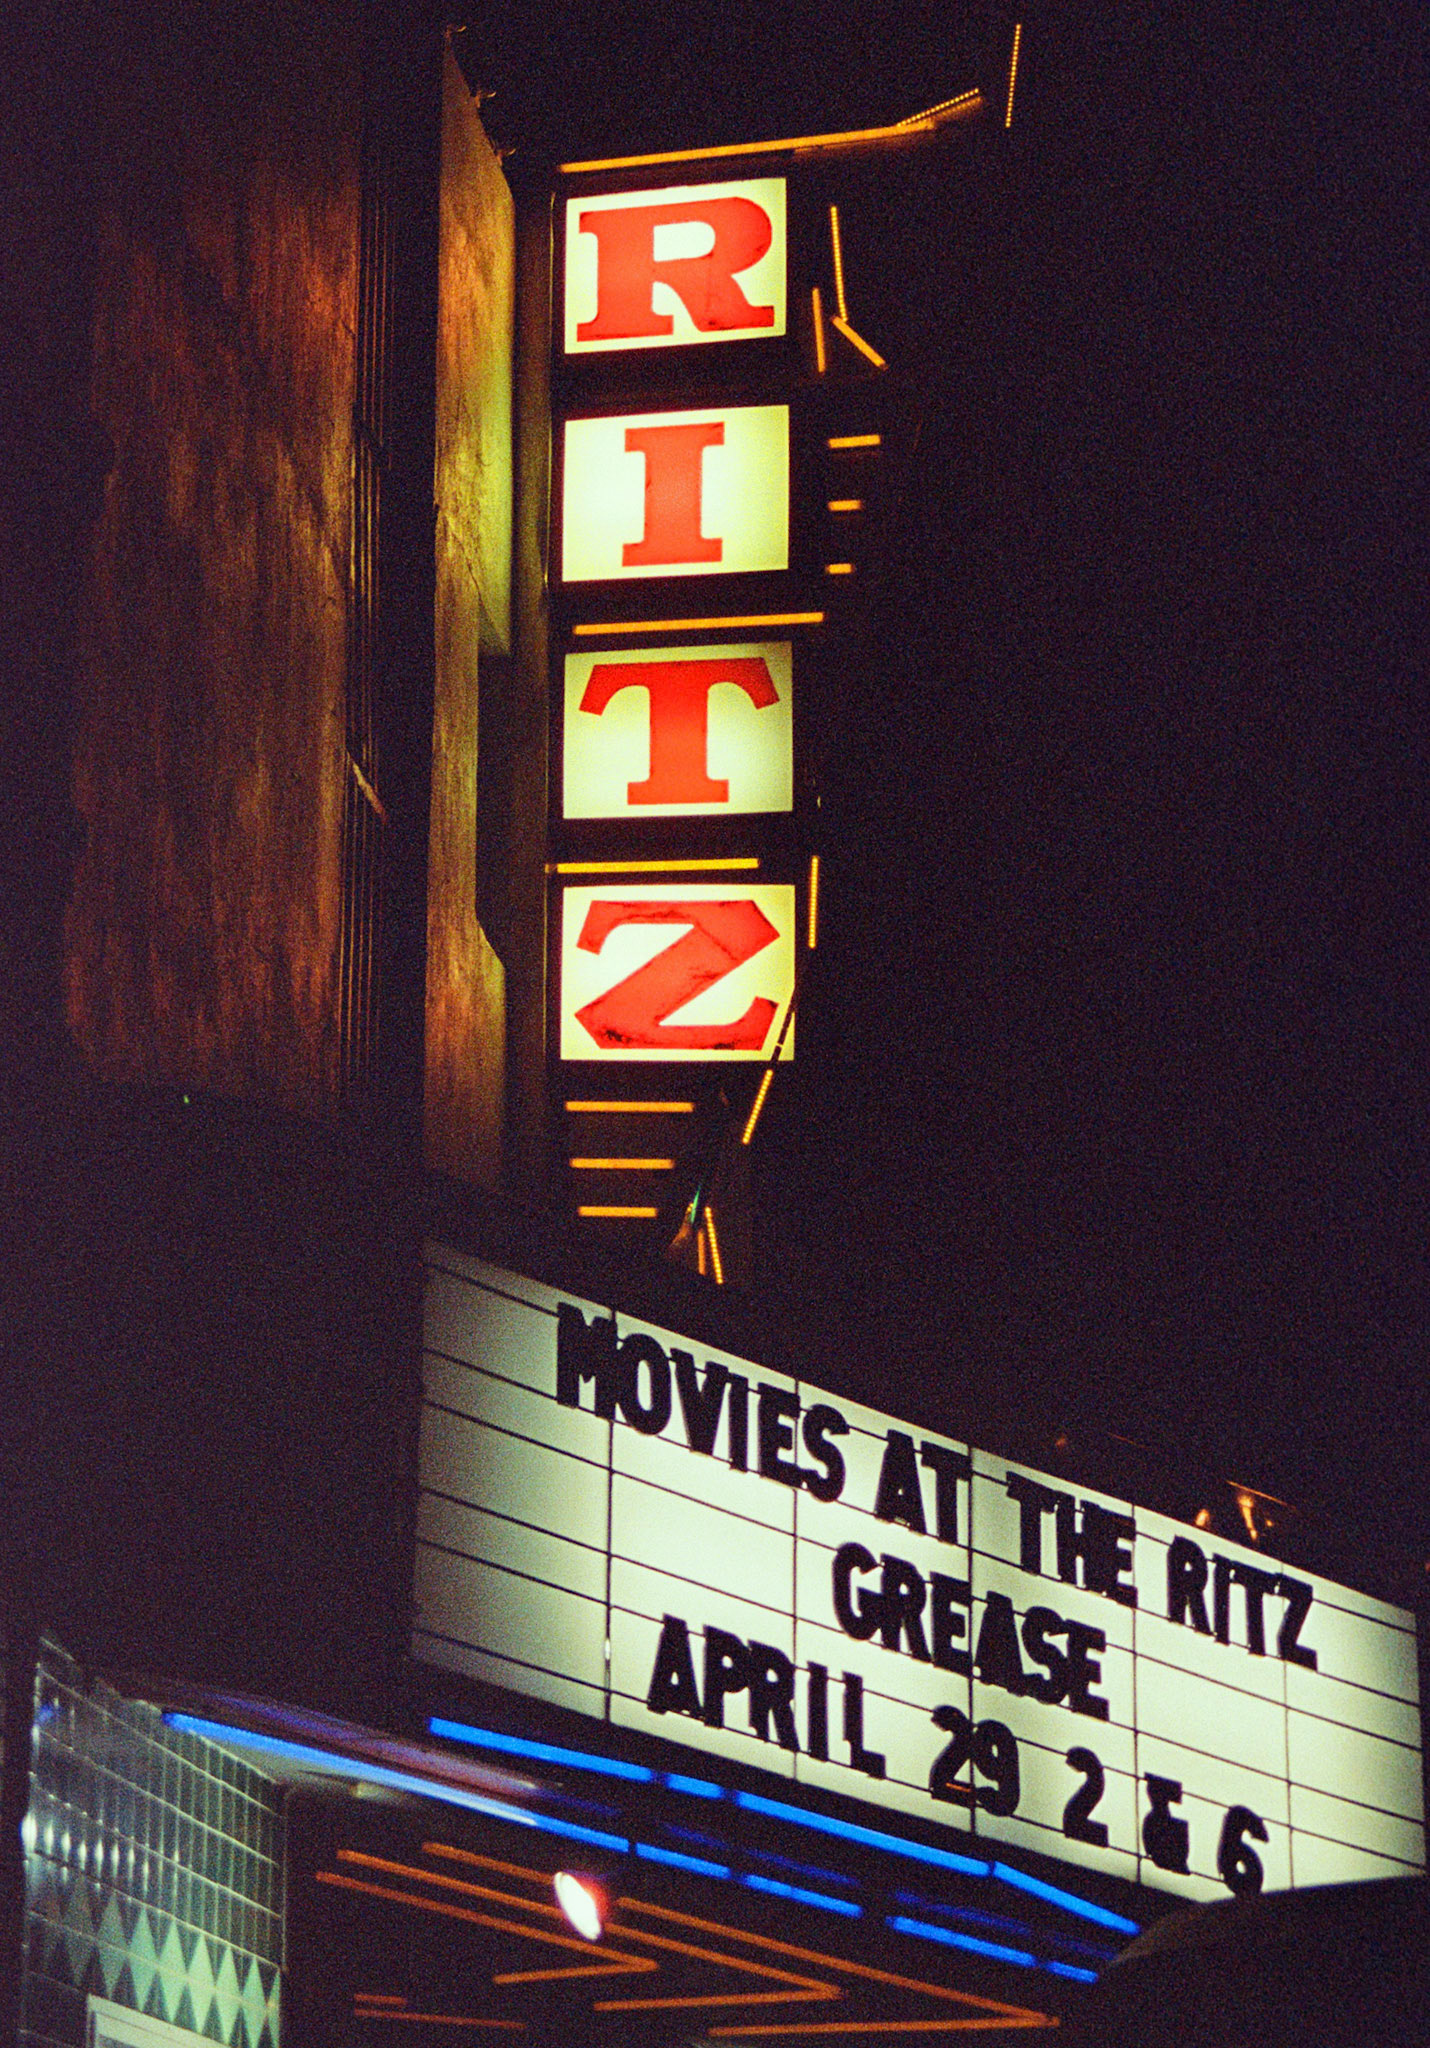 RITZ
MOVIES AT THE RITZ
GREASE
APRIL 29 2 & 6